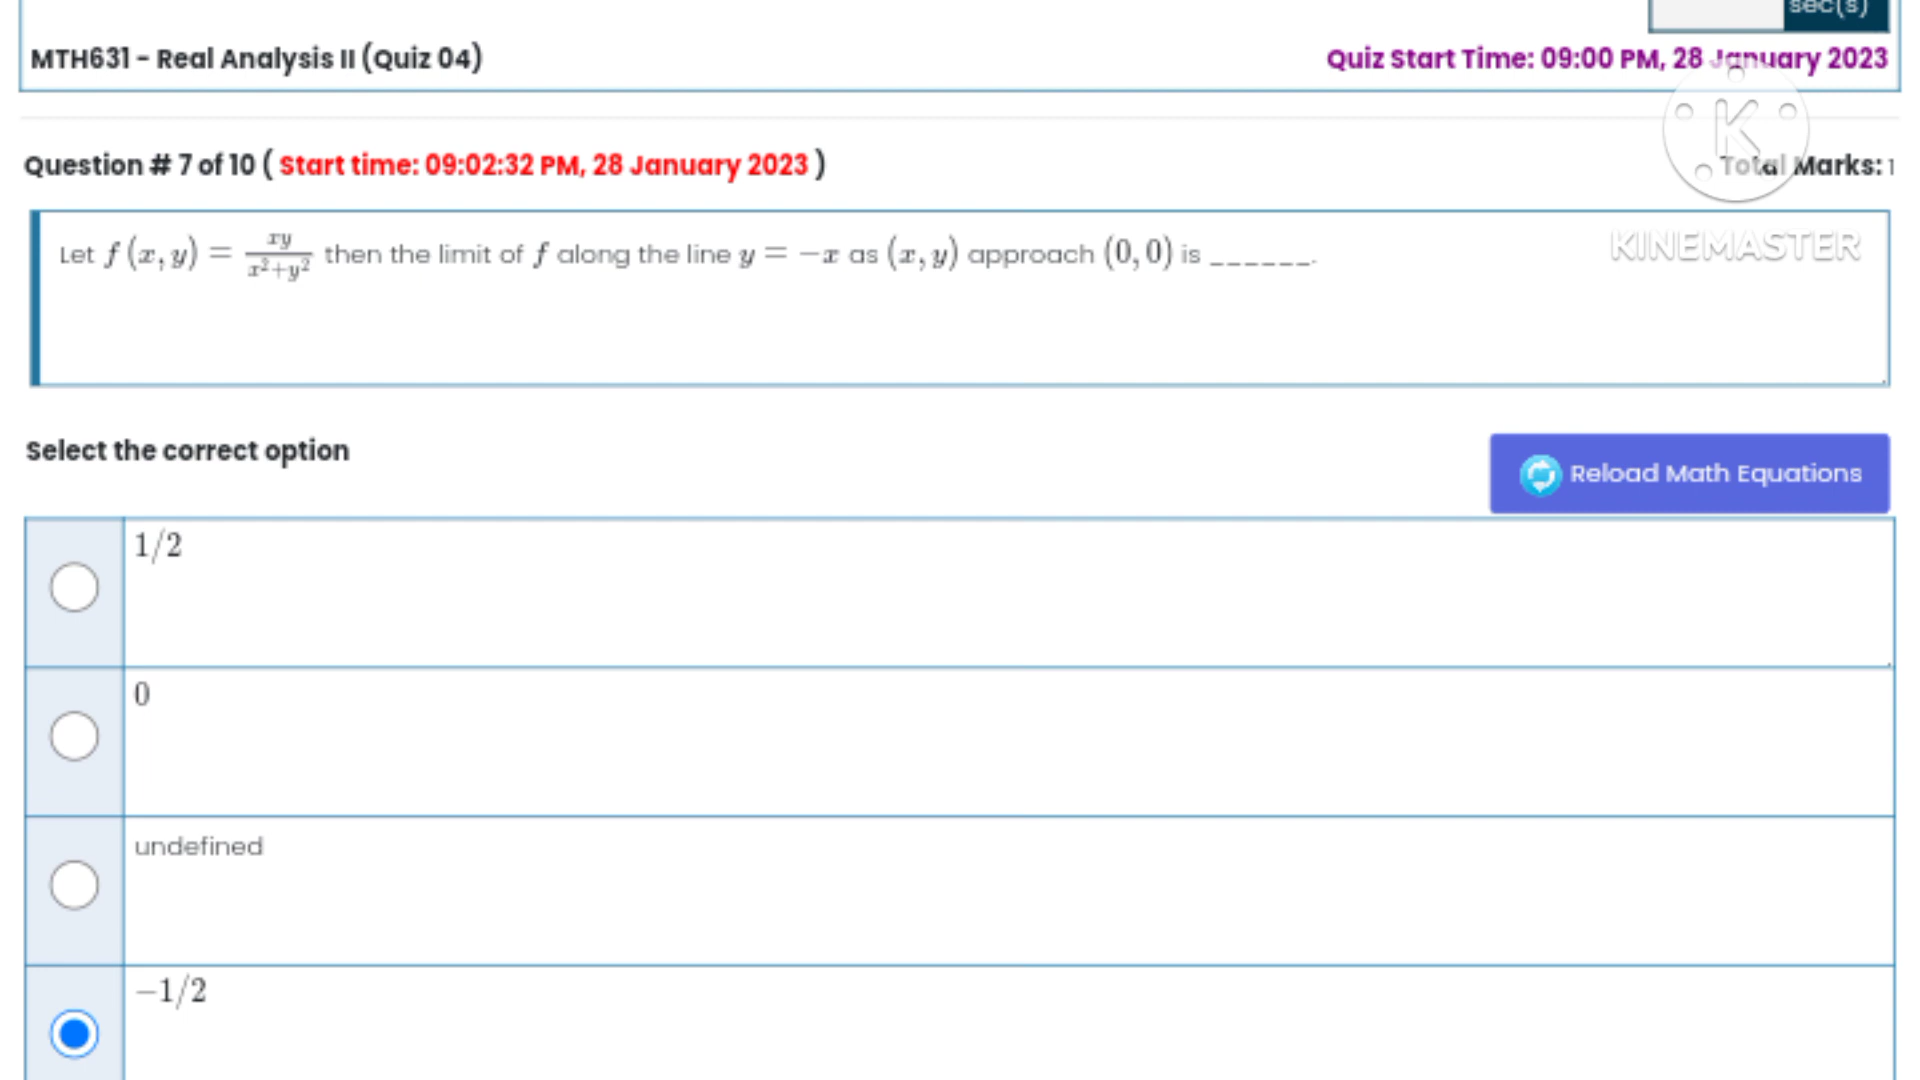 sec(s)
MTH631 - Real Analysis II (Quiz 04)
Quiz Start Time: 09:00 PM, 28 January 2023
Question # 7 of 10 ( Start time: 09:02:32 PM, 28 January 2023 )
Total Marks: 1
K
KINEMASTER
Let f(x, y) = xy/(x²+y²) then the limit of f along the line y = −x as (x, y) approach (0, 0) is ______.
Select the correct option
Reload Math Equations
1/2
0
undefined
−1/2